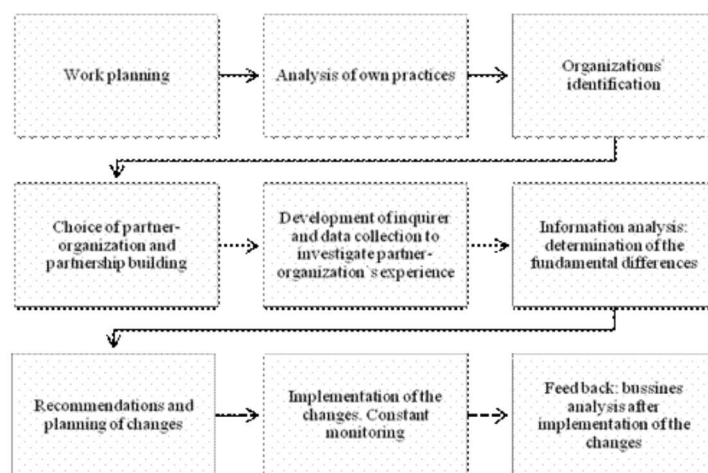 Work planning
Analysis of own practices
Organizations`
identification
Choice of partner-
organization and
partnership building
Development of inquirer
and data collection to
investigate partner-
organization`s experience
Information analysis:
determination of the
fundamental differences
Recommendations and
planning of changes
Implementation of the
changes. Constant
monitoring
Feed back: bussines
analysis after
implementation of the
changes